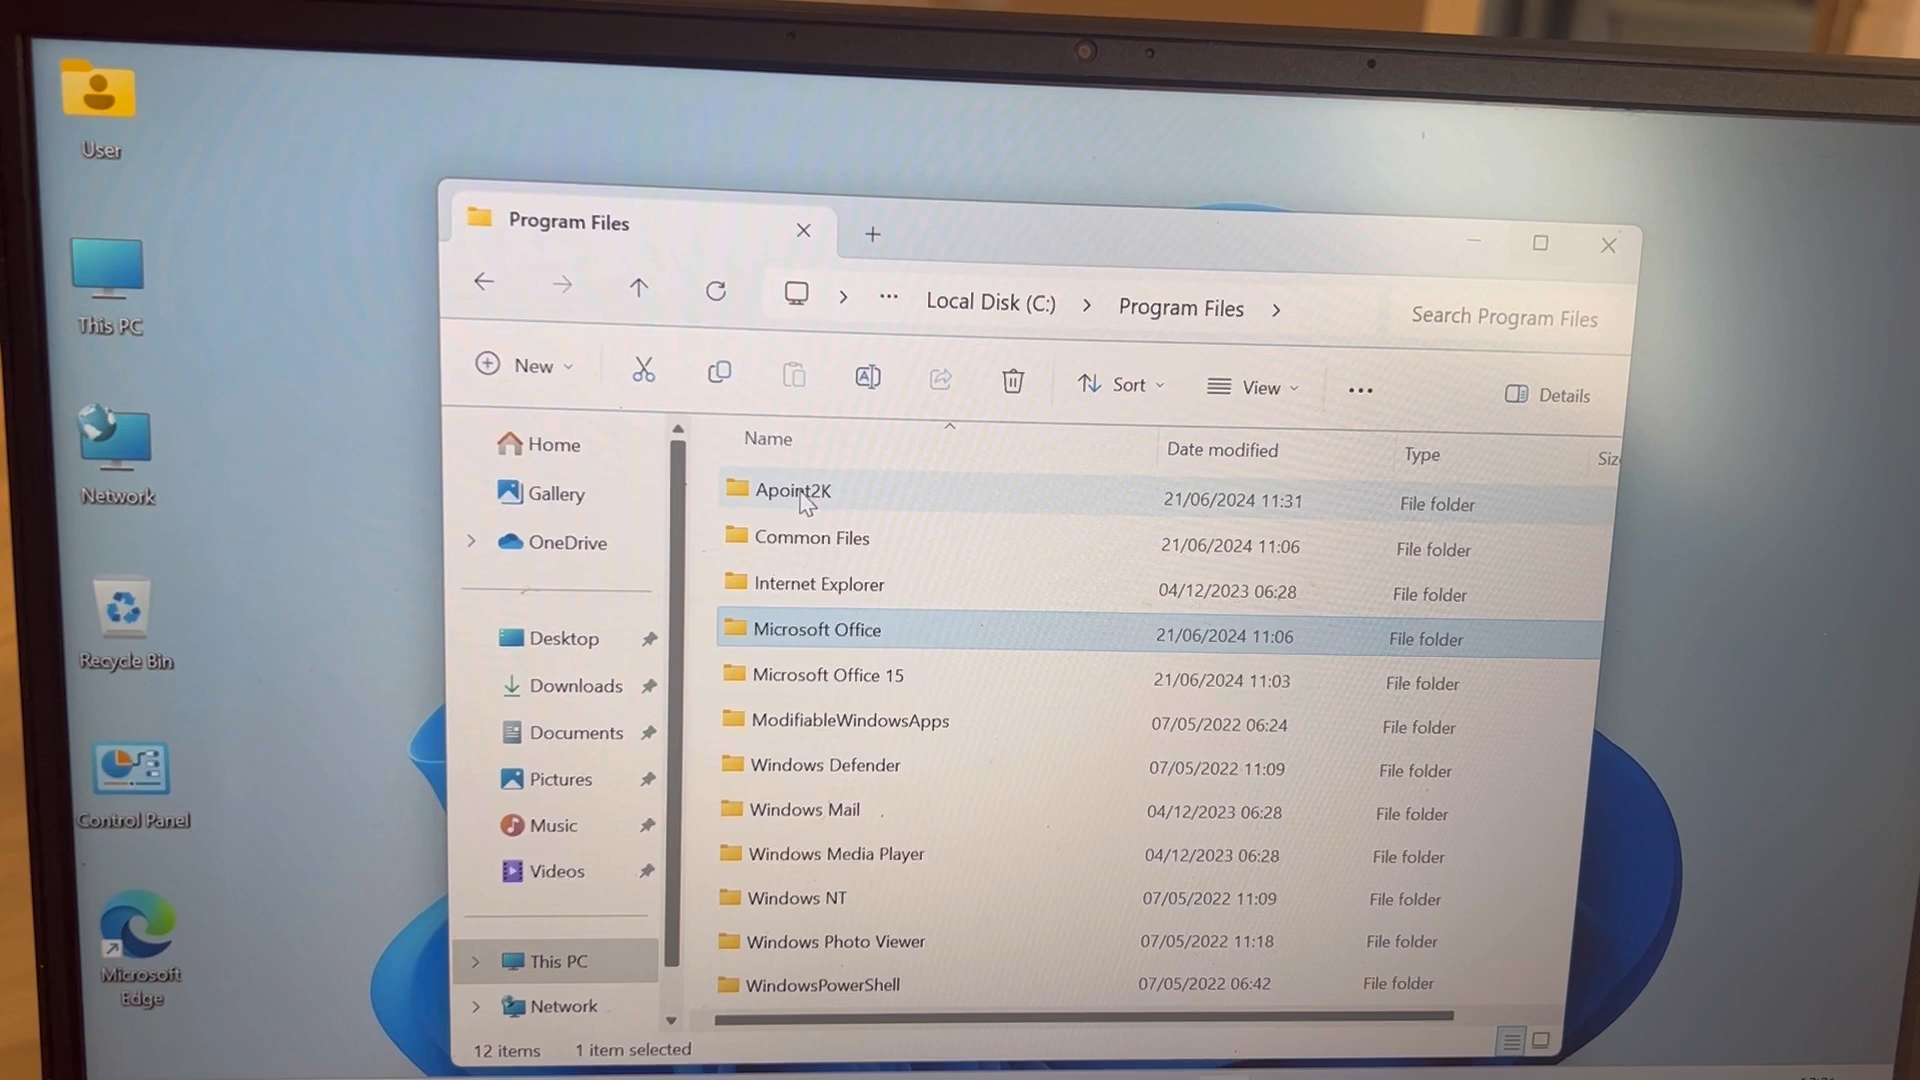 User
This PC
Network
Recycle Bin
Control Panel
Microsoft
Edge
Program Files
Local Disk (C:)
Program Files
Search Program Files
New
Sort
View
Details
Home
Gallery
OneDrive
Desktop
Downloads
Documents
Pictures
Music
Videos
This PC
Network
Name Date modified Type Siz
Apoint2K 21/06/2024 11:31 File folder
Common Files 21/06/2024 11:06 File folder
Internet Explorer 04/12/2023 06:28 File folder
Microsoft Office 21/06/2024 11:06 File folder
Microsoft Office 15 21/06/2024 11:03 File folder
ModifiableWindowsApps 07/05/2022 06:24 File folder
Windows Defender 07/05/2022 11:09 File folder
Windows Mail 04/12/2023 06:28 File folder
Windows Media Player 04/12/2023 06:28 File folder
Windows NT 07/05/2022 11:09 File folder
Windows Photo Viewer 07/05/2022 11:18 File folder
WindowsPowerShell 07/05/2022 06:42 File folder
12 items 1 item selected